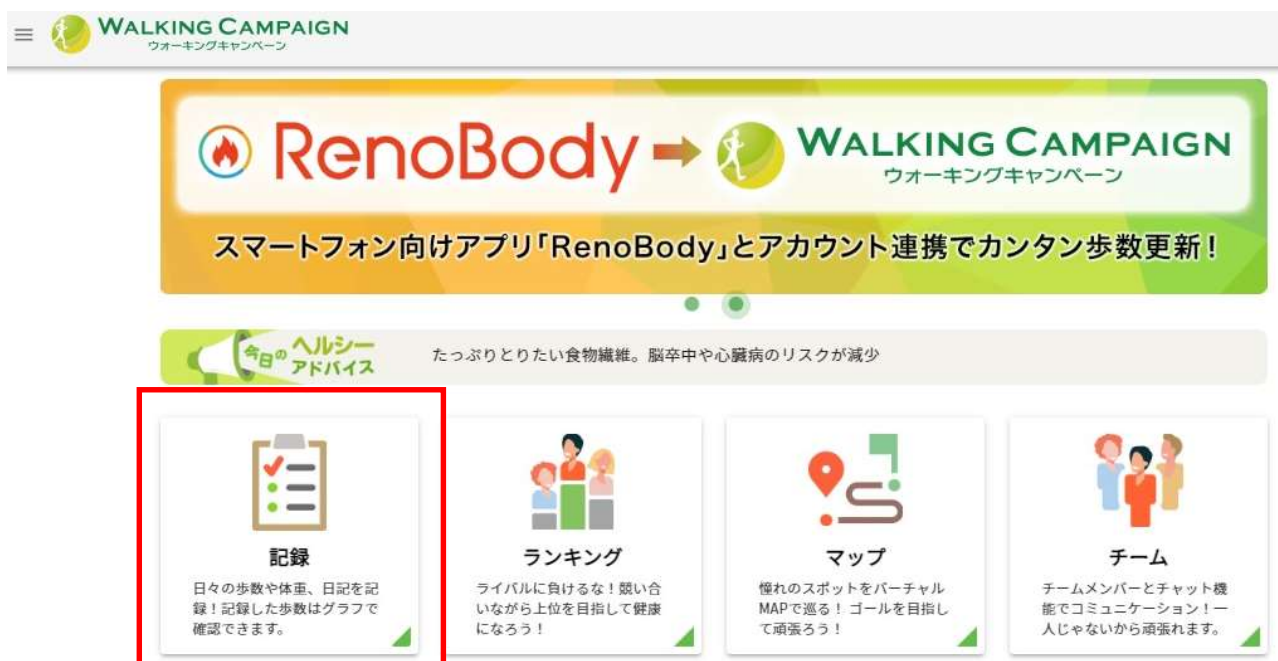 WALKING CAMPAIGN
ウォーキングキャンペーン
RenoBody
WALKING CAMPAIGN
ウォーキングキャンペーン
スマートフォン向けアプリ「RenoBody」とアカウント連携でカンタン歩数更新！
今日のヘルシーアドバイス
たっぷりとりたい食物繊維。脳卒中や心臓病のリスクが減少
記録
日々の歩数や体重、日記を記
録！記録した歩数はグラフで
確認できます。
ランキング
ライバルに負けるな！競い合
いながら上位を目指して健康
になろう！
マップ
憧れのスポットをバーチャル
MAPで巡る！ ゴールを目指し
て頑張ろう！
チーム
チームメンバーとチャット機
能でコミュニケーション！一
人じゃないから頑張れます。